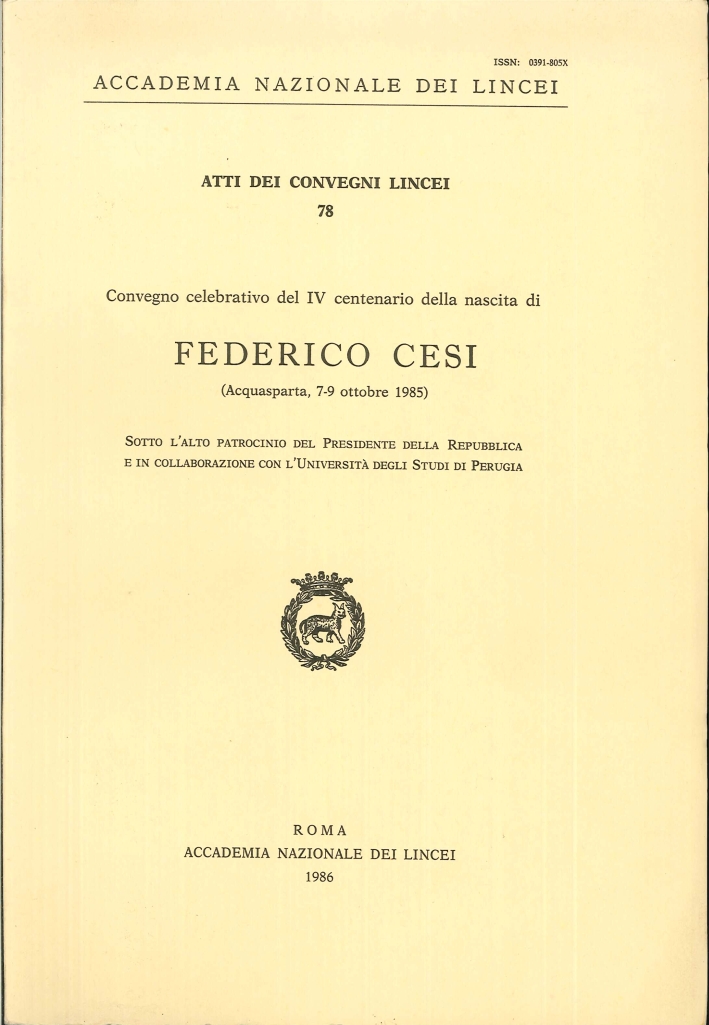 ISSN: 0391-805X
ACCADEMIA NAZIONALE DEI LINCEI
ATTI DEI CONVEGNI LINCEI
78
Convegno celebrativo del IV centenario della nascita di
FEDERICO CESI
(Acquasparta, 7-9 ottobre 1985)
SOTTO L'ALTO PATROCINIO DEL PRESIDENTE DELLA REPUBBLICA
E IN COLLABORAZIONE CON L'UNIVERSITÀ DEGLI STUDI DI PERUGIA
ROMA
ACCADEMIA NAZIONALE DEI LINCEI
1986